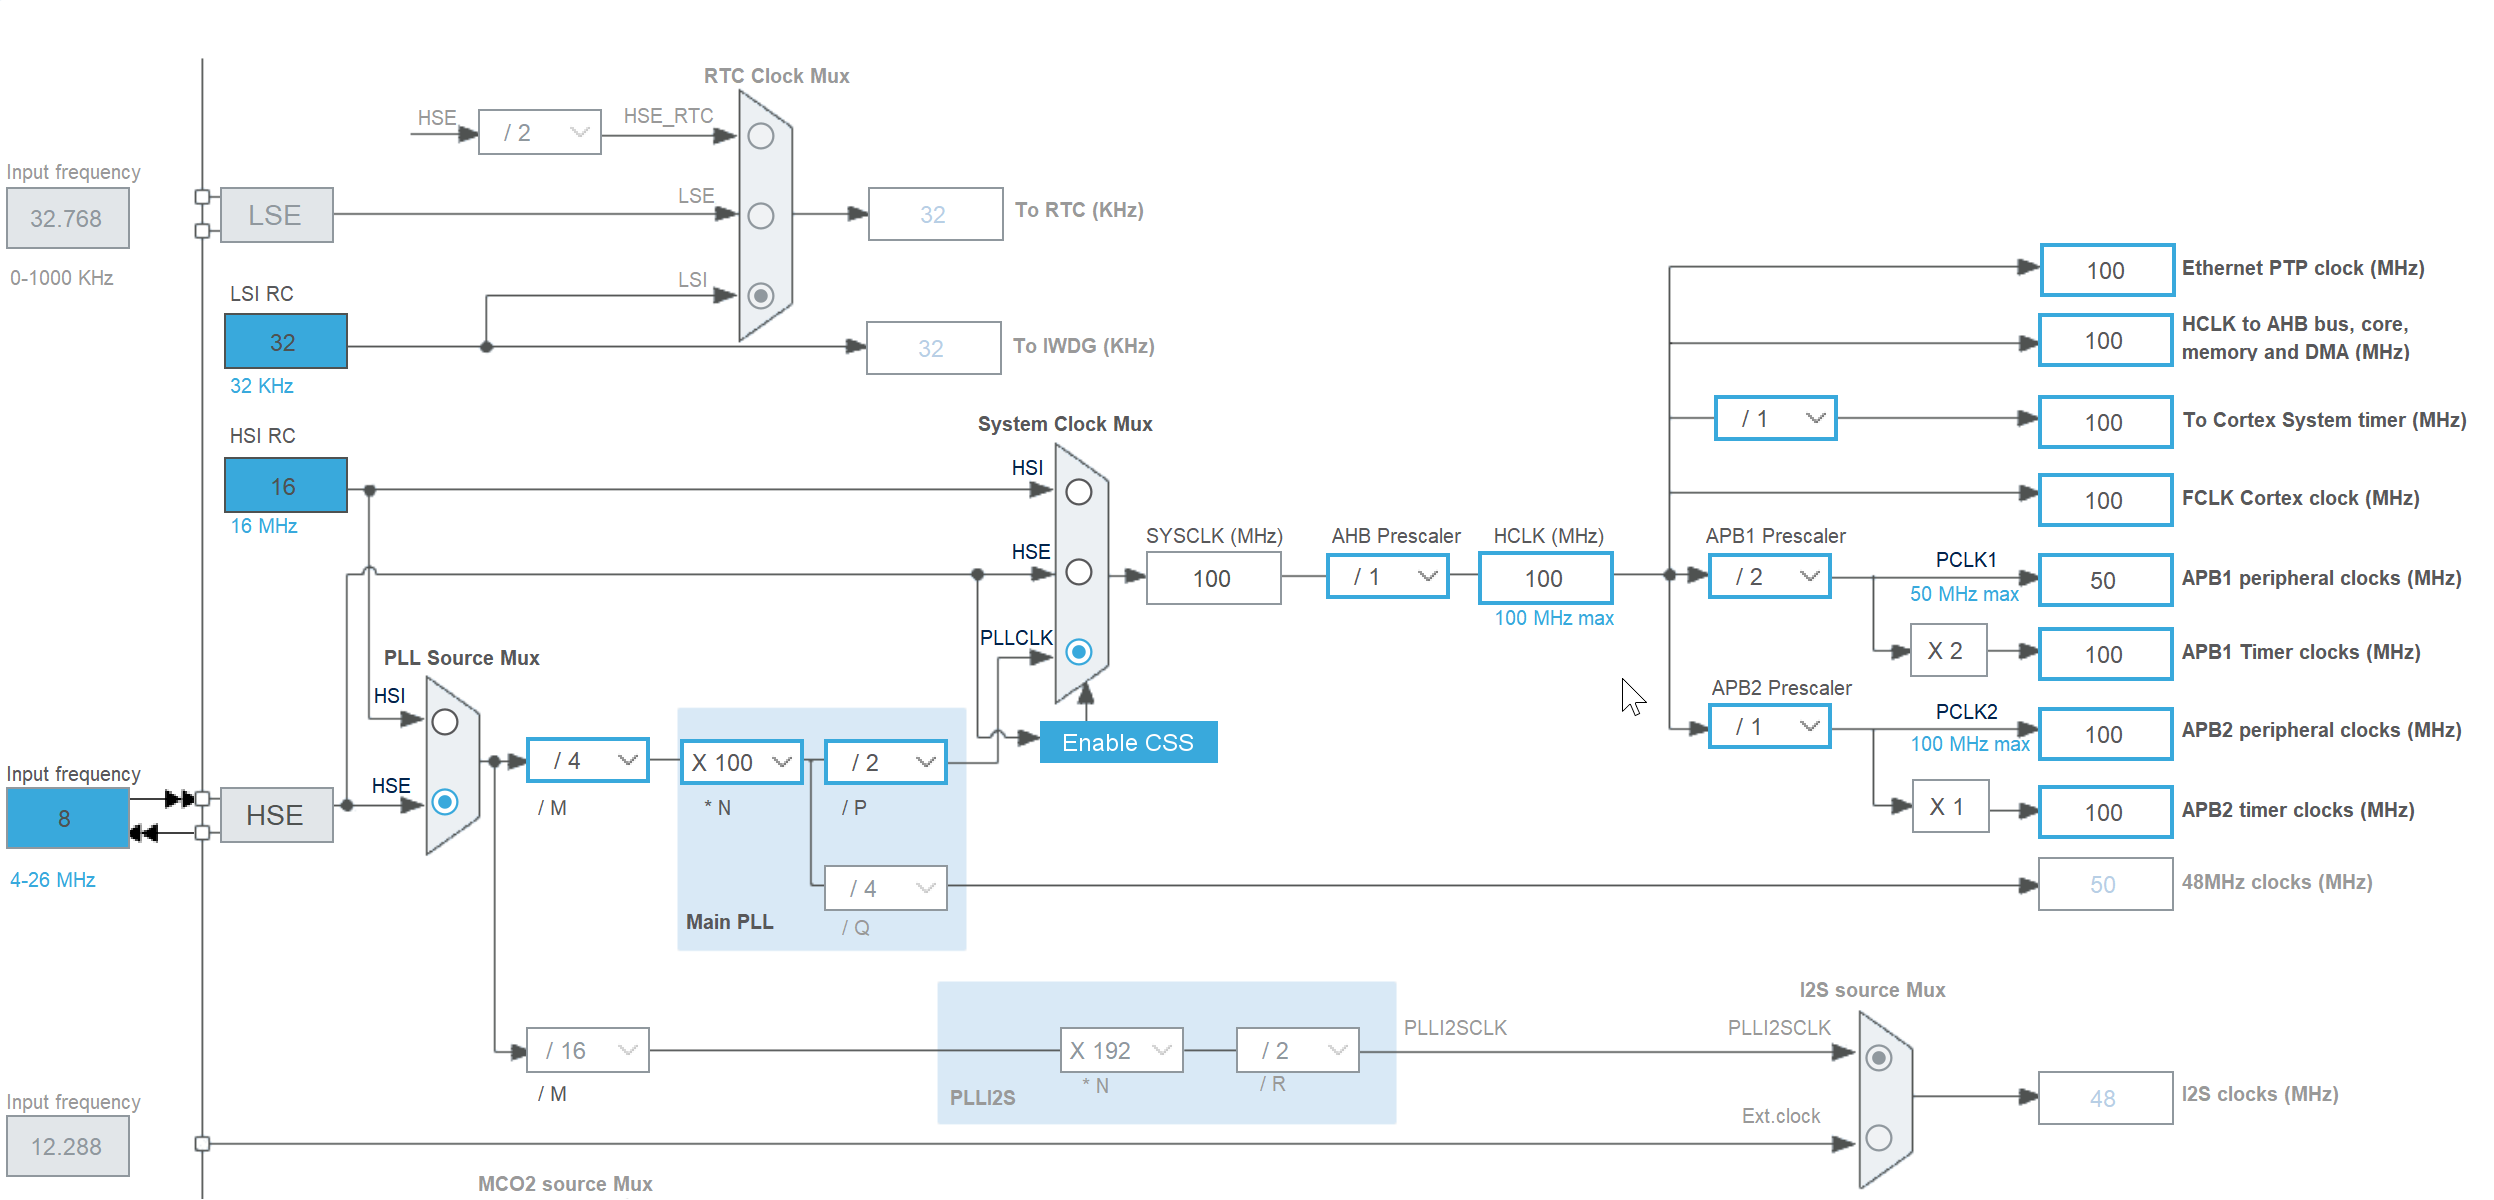 RTC Clock Mux
HSE
/ 2
HSE_RTC
Input frequency
32.768
0-1000 KHz
LSE
LSE
32
To RTC (KHz)
LSI RC
32
32 KHz
LSI
32
To IWDG (KHz)
HSI RC
16
16 MHz
System Clock Mux
HSI
HSE
PLLCLK
Enable CSS
SYSCLK (MHz)
100
AHB Prescaler
/ 1
HCLK (MHz)
100
100 MHz max
100
Ethernet PTP clock (MHz)
100
HCLK to AHB bus, core,
memory and DMA (MHz)
/ 1
100
To Cortex System timer (MHz)
100
FCLK Cortex clock (MHz)
APB1 Prescaler
/ 2
PCLK1
50 MHz max
50
APB1 peripheral clocks (MHz)
X 2
100
APB1 Timer clocks (MHz)
APB2 Prescaler
/ 1
PCLK2
100 MHz max
100
APB2 peripheral clocks (MHz)
X 1
100
APB2 timer clocks (MHz)
50
48MHz clocks (MHz)
PLL Source Mux
HSI
HSE
Input frequency
8
4-26 MHz
HSE
/ 4
/ M
X 100
* N
/ 2
/ P
/ 4
/ Q
Main PLL
/ 16
/ M
X 192
* N
/ 2
/ R
PLLI2S
PLLI2SCLK
PLLI2SCLK
I2S source Mux
Ext.clock
48
I2S clocks (MHz)
Input frequency
12.288
MCO2 source Mux